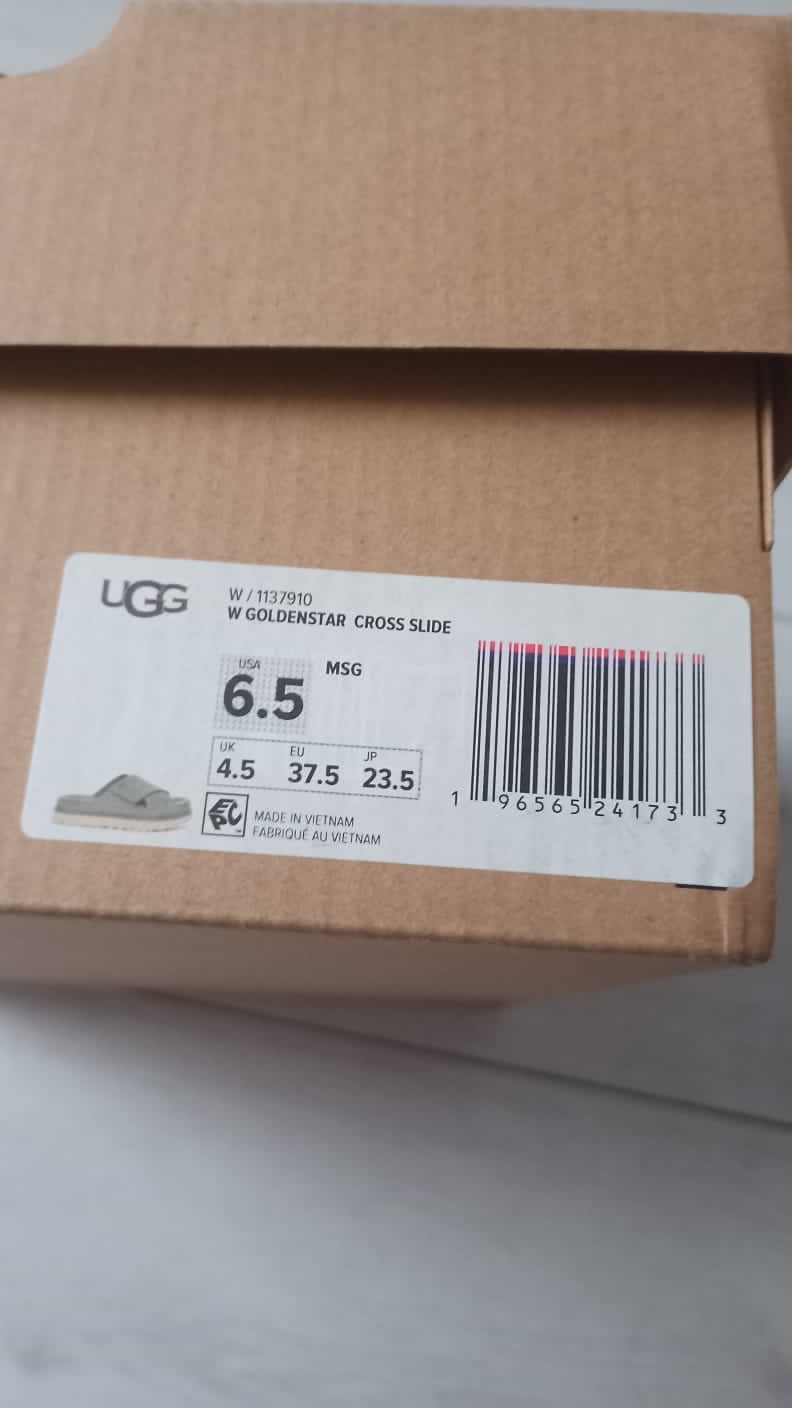 UGG
W / 1137910
W GOLDENSTAR CROSS SLIDE
USA
MSG
6.5
UK EU JP
4.5 37.5 23.5
1 96565 24173 3
EPC
MADE IN VIETNAM
FABRIQUÉ AU VIETNAM